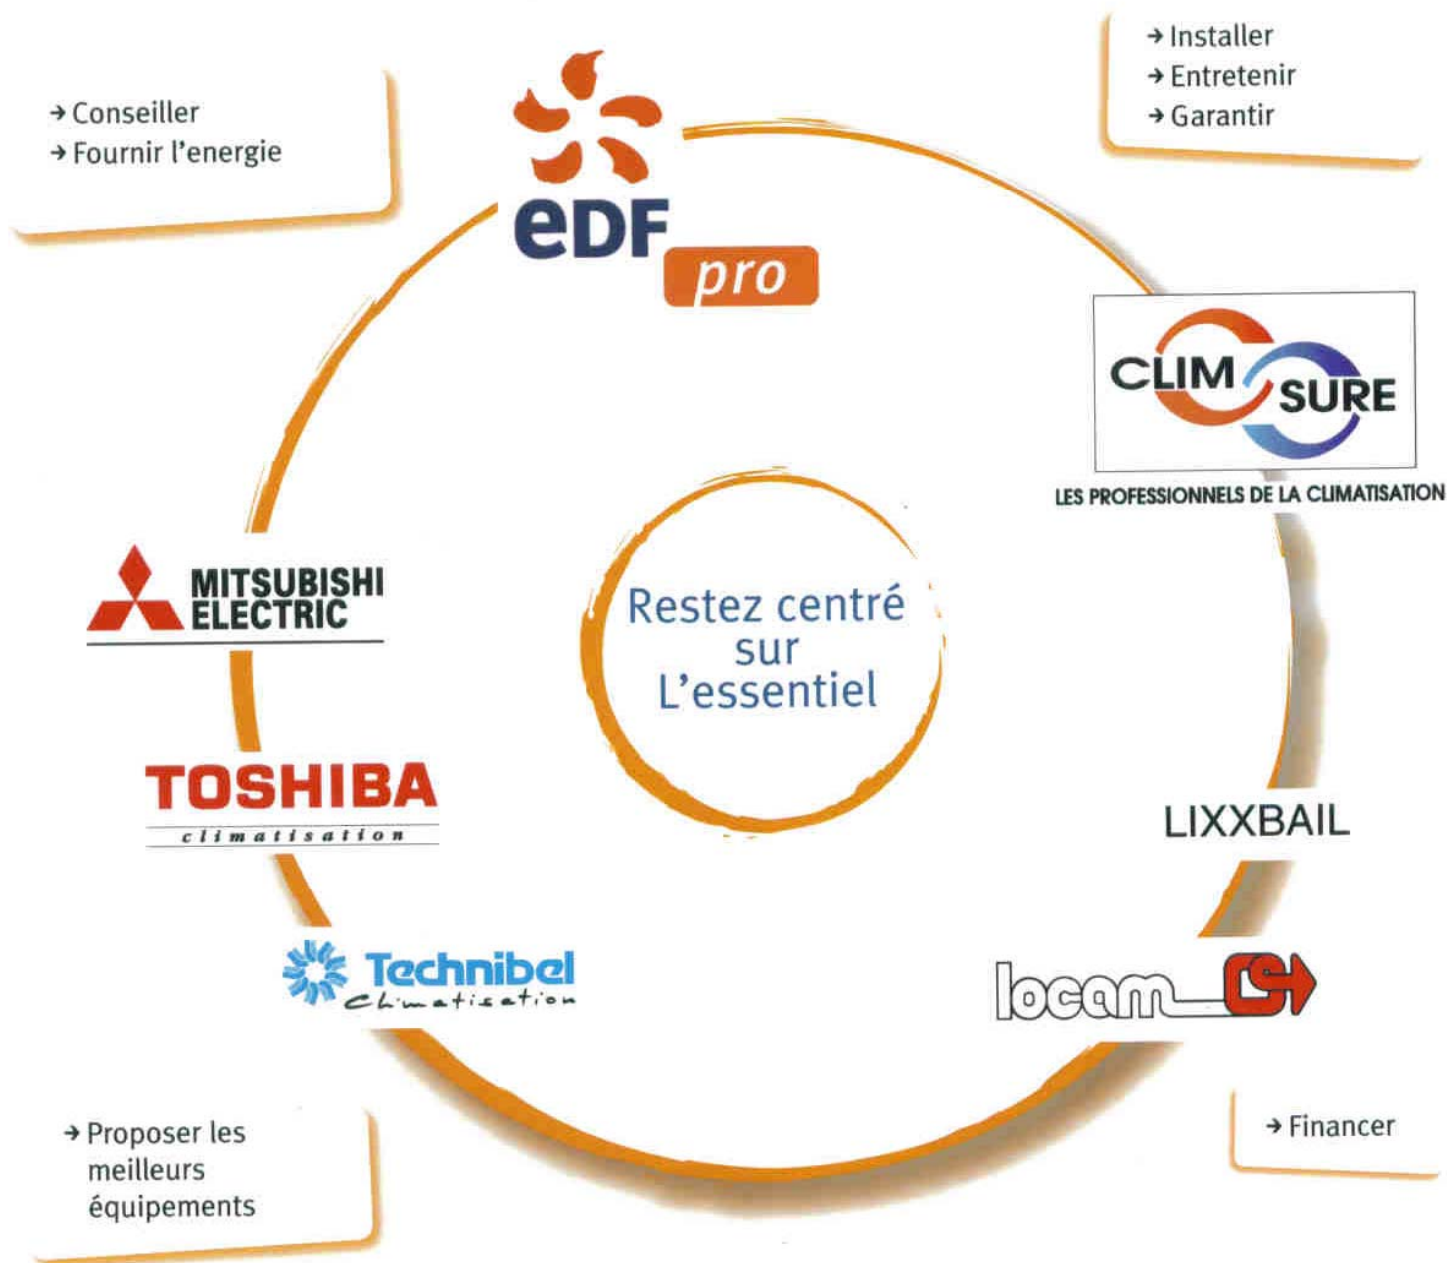 → Conseiller
→ Fournir l'energie
→ Installer
→ Entretenir
→ Garantir
eDF
pro
CLIM SURE
LES PROFESSIONNELS DE LA CLIMATISATION
MITSUBISHI
ELECTRIC
Restez centré
sur
L'essentiel
TOSHIBA
climatisation
LIXXBAIL
Technibel
Climatisation
locam CS
→ Proposer les
meilleurs
équipements
→ Financer